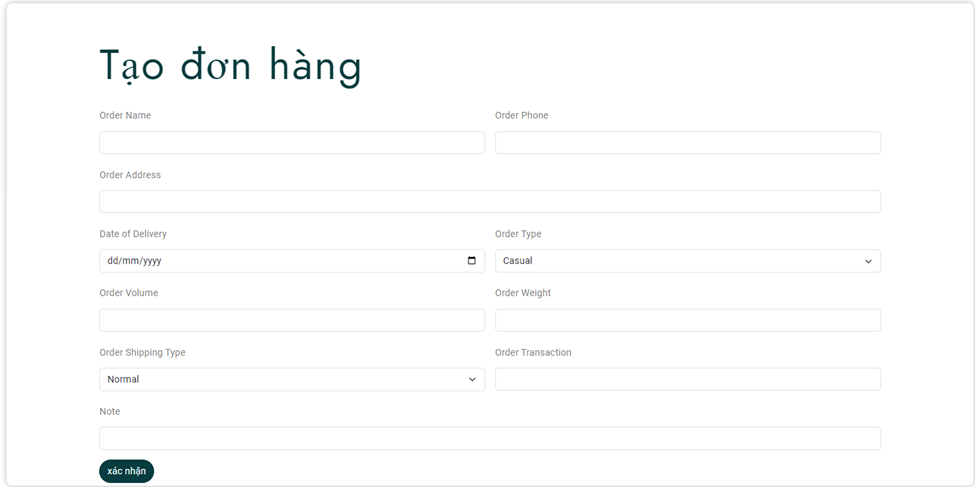 Tạo đơn hàng
Order Name Order Phone
Order Address
Date of Delivery Order Type
dd/mm/yyyy Casual
Order Volume Order Weight
Order Shipping Type Order Transaction
Normal
Note
xác nhận